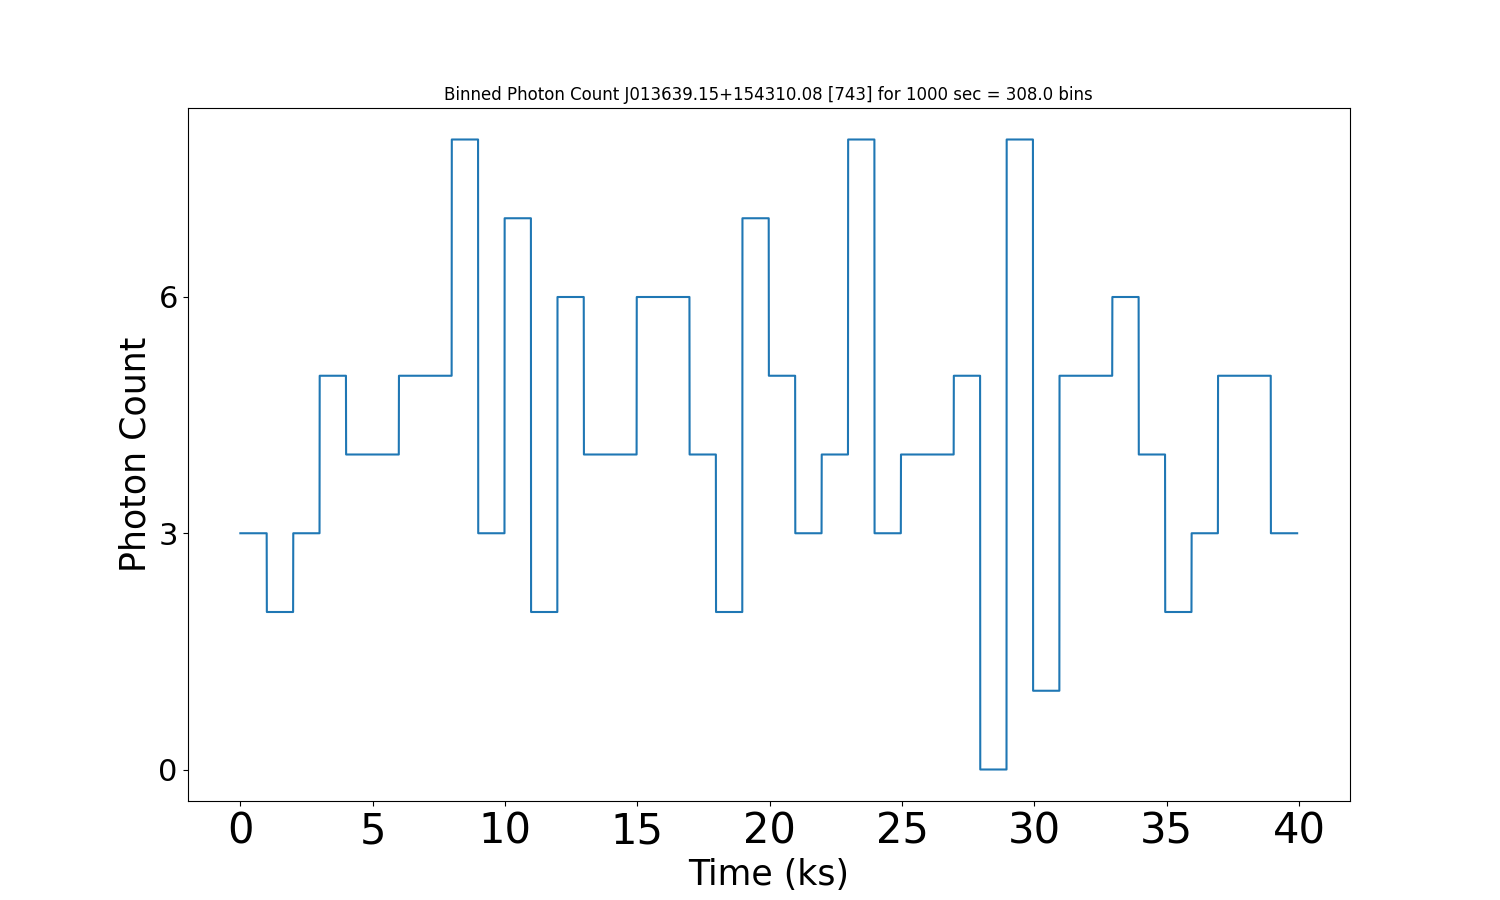 Binned Photon Count J013639.15+154310.08 [743] for 1000 sec = 308.0 bins
Photon Count
6
3
0
0 5 10 15 20 25 30 35 40
Time (ks)